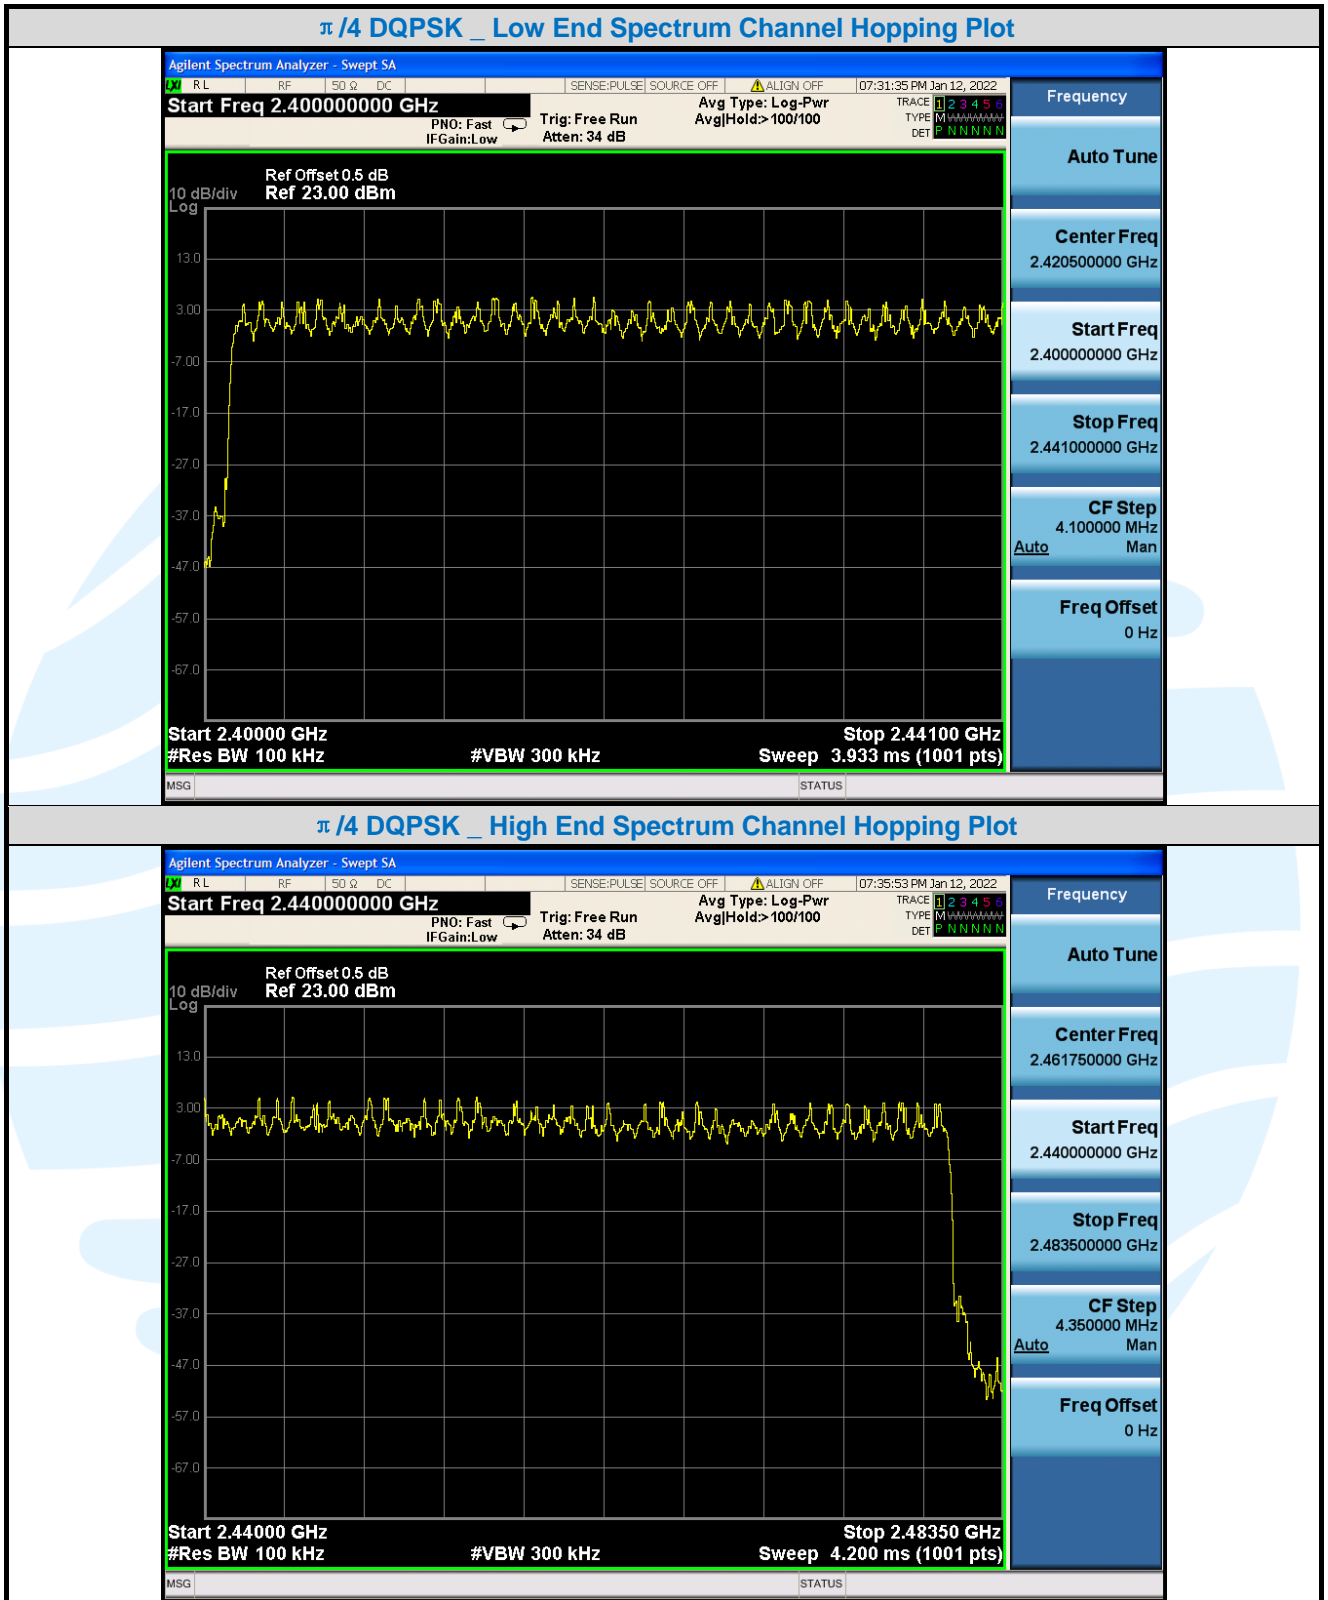 π/4 DQPSK _ Low End Spectrum Channel Hopping Plot
Agilent Spectrum Analyzer - Swept SA
LXI RL RF 50 Ω DC SENSE:PULSE SOURCE OFF ALIGN OFF 07:31:35 PM Jan 12, 2022
Start Freq 2.400000000 GHz
PNO: Fast
IFGain:Low
Trig: Free Run
Atten: 34 dB
Avg Type: Log-Pwr
Avg|Hold:>100/100
TRACE 1 2 3 4 5 6
TYPE M WWWWW
DET P N N N N N
Ref Offset 0.5 dB
10 dB/div Ref 23.00 dBm
Log
13.0
3.00
-7.00
-17.0
-27.0
-37.0
-47.0
-57.0
-67.0
Start 2.40000 GHz Stop 2.44100 GHz
#Res BW 100 kHz #VBW 300 kHz Sweep 3.933 ms (1001 pts)
MSG STATUS
Frequency
Auto Tune
Center Freq
2.420500000 GHz
Start Freq
2.400000000 GHz
Stop Freq
2.441000000 GHz
CF Step
4.100000 MHz
Auto Man
Freq Offset
0 Hz
π/4 DQPSK _ High End Spectrum Channel Hopping Plot
Agilent Spectrum Analyzer - Swept SA
LXI RL RF 50 Ω DC SENSE:PULSE SOURCE OFF ALIGN OFF 07:35:53 PM Jan 12, 2022
Start Freq 2.440000000 GHz
PNO: Fast
IFGain:Low
Trig: Free Run
Atten: 34 dB
Avg Type: Log-Pwr
Avg|Hold:>100/100
TRACE 1 2 3 4 5 6
TYPE M WWWWW
DET P N N N N N
Ref Offset 0.5 dB
10 dB/div Ref 23.00 dBm
Log
13.0
3.00
-7.00
-17.0
-27.0
-37.0
-47.0
-57.0
-67.0
Start 2.44000 GHz Stop 2.48350 GHz
#Res BW 100 kHz #VBW 300 kHz Sweep 4.200 ms (1001 pts)
MSG STATUS
Frequency
Auto Tune
Center Freq
2.461750000 GHz
Start Freq
2.440000000 GHz
Stop Freq
2.483500000 GHz
CF Step
4.350000 MHz
Auto Man
Freq Offset
0 Hz